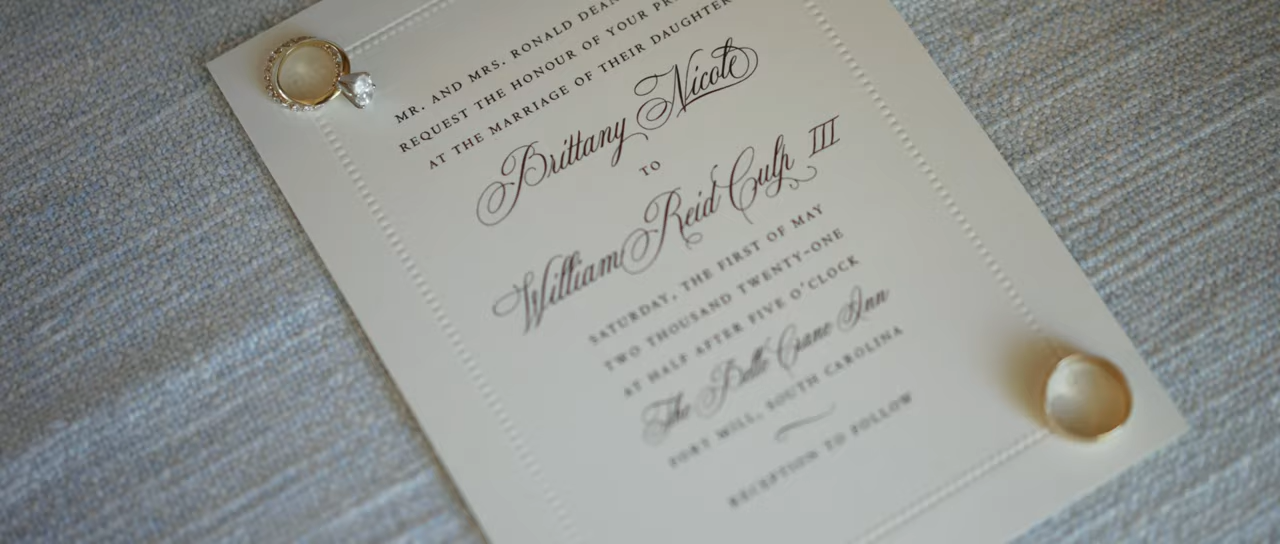 MR. AND MRS. RONALD DEAN
REQUEST THE HONOUR OF YOUR
AT THE MARRIAGE OF THEIR DAUGHTER
Brittany Nicole
TO
William Reid Culp III
SATURDAY, THE FIRST OF MAY
TWO THOUSAND TWENTY-ONE
AT HALF AFTER FIVE O'CLOCK
The Belle Crane Inn
FORT MILL, SOUTH CAROLINA
RECEPTION TO FOLLOW